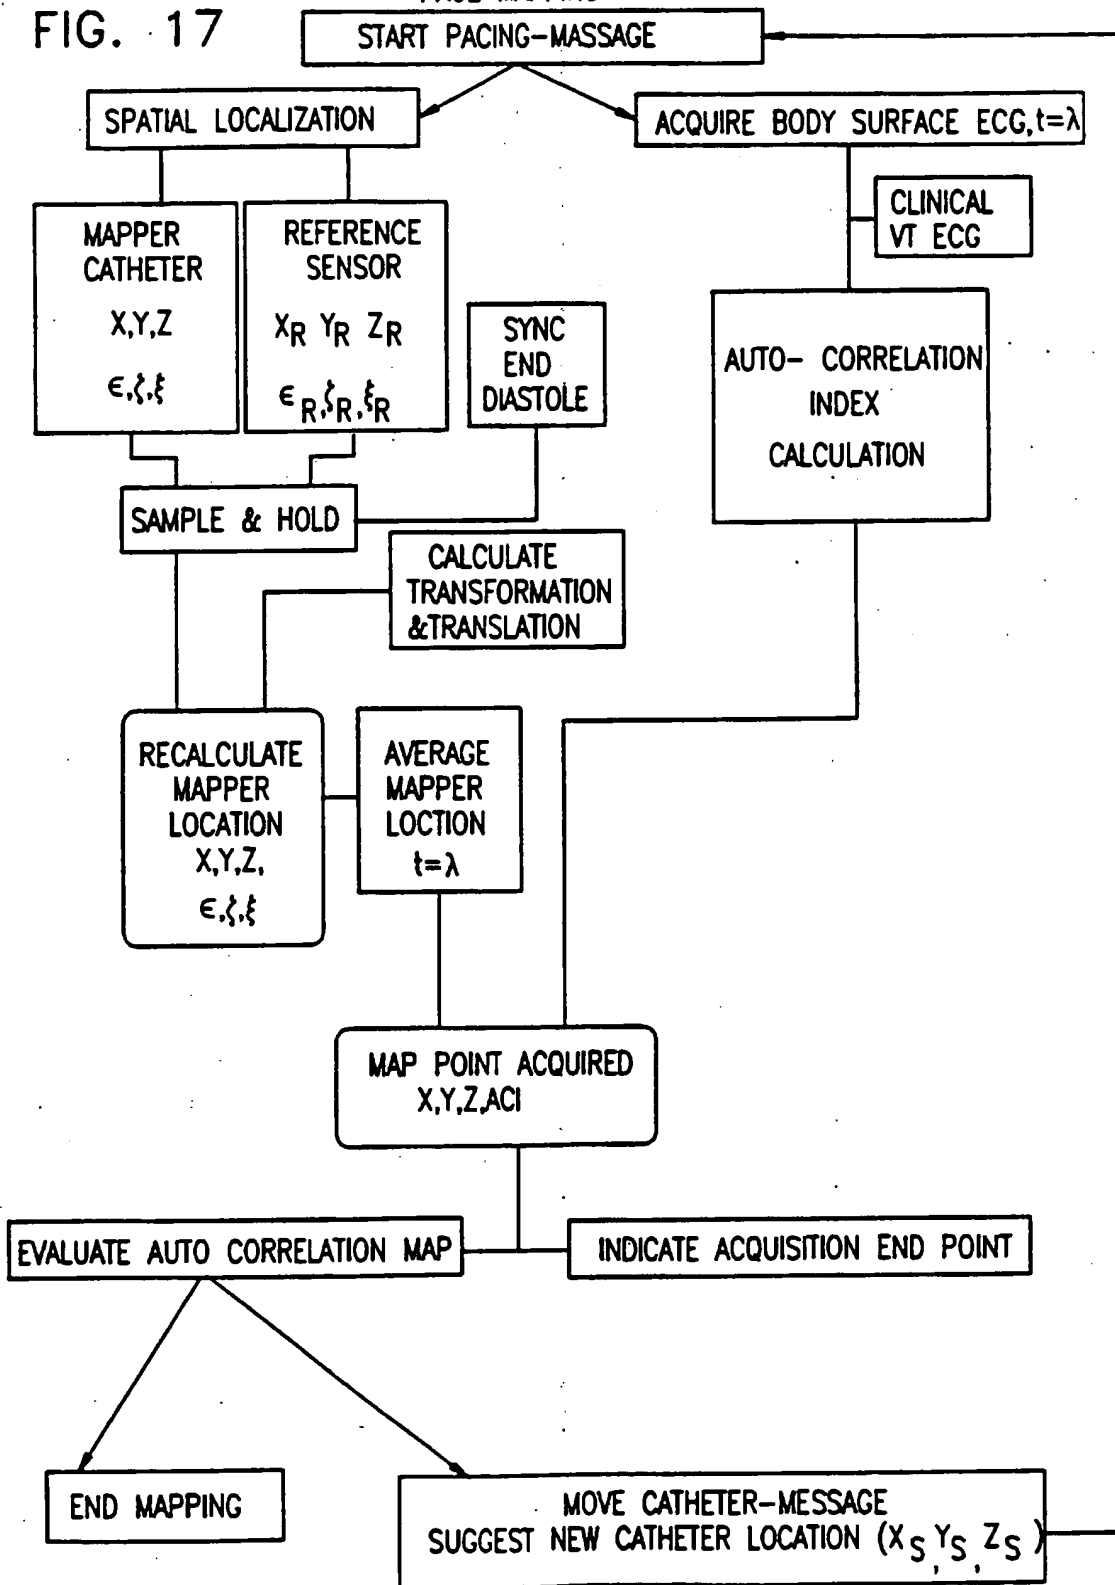 FIG. 17
START PACING-MASSAGE
SPATIAL LOCALIZATION
ACQUIRE BODY SURFACE ECG,t=λ
CLINICAL
VT ECG
MAPPER
CATHETER
X,Y,Z
ϵ,ζ,ξ
REFERENCE
SENSOR
XR YR ZR
ϵR,ζR,ξR
SYNC
END
DIASTOLE
AUTO- CORRELATION
INDEX
CALCULATION
SAMPLE & HOLD
CALCULATE
TRANSFORMATION
&TRANSLATION
RECALCULATE
MAPPER
LOCATION
X,Y,Z,
ϵ,ζ,ξ
AVERAGE
MAPPER
LOCTION
t=λ
MAP POINT ACQUIRED
X,Y,Z,ACI
EVALUATE AUTO CORRELATION MAP
INDICATE ACQUISITION END POINT
END MAPPING
MOVE CATHETER-MESSAGE
SUGGEST NEW CATHETER LOCATION (XS,YS,ZS)